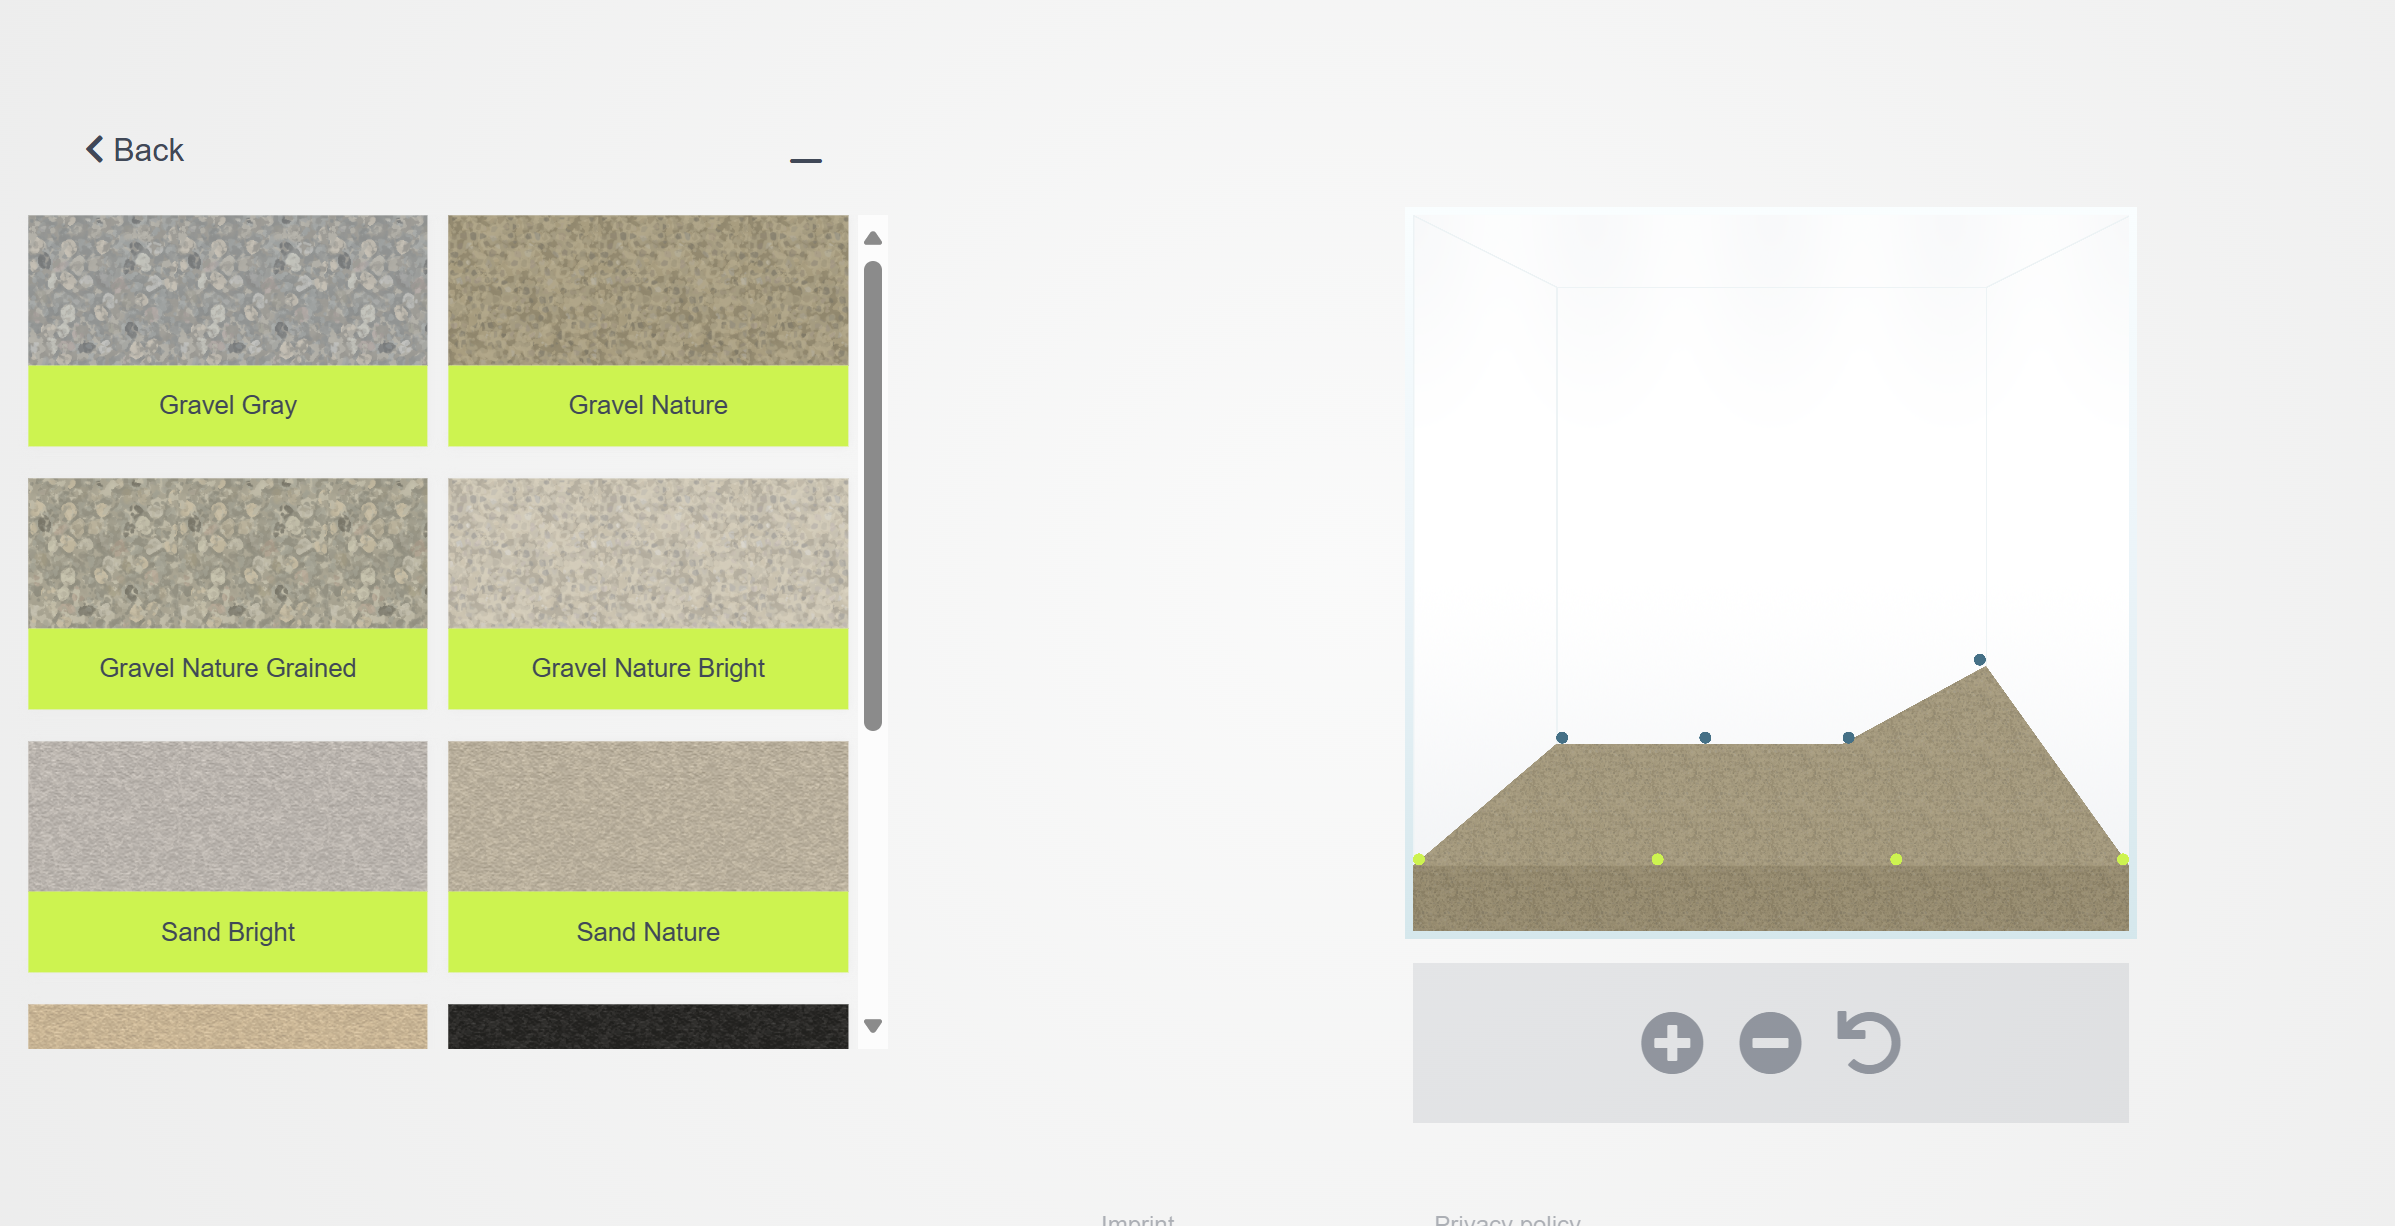 Back
Gravel Gray
Gravel Nature
Gravel Nature Grained
Gravel Nature Bright
Sand Bright
Sand Nature
Imprint
Privacy policy